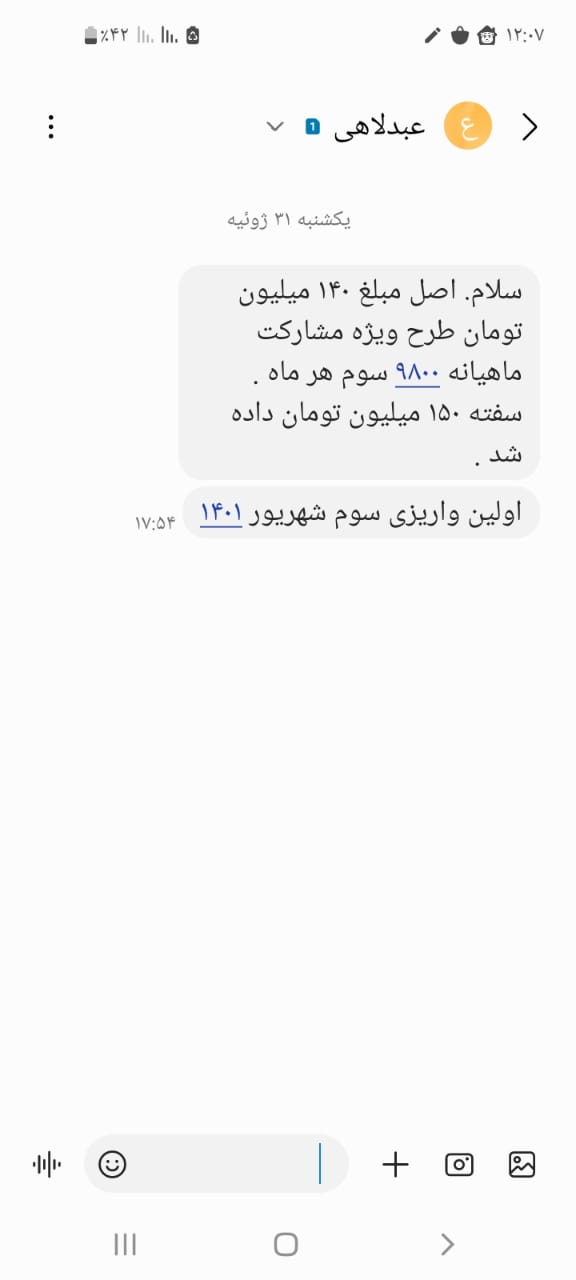 ۱۲:۰۷
٪۴۲
عبدلاهی
1
ع
یکشنبه ۳۱ ژوئیه
سلام. اصل مبلغ ۱۴۰ میلیون
تومان طرح ویژه مشارکت
ماهیانه ۹۸۰۰ سوم هر ماه .
سفته ۱۵۰ میلیون تومان داده
شد .
اولین واریزی سوم شهریور ۱۴۰۱
۱۷:۵۴